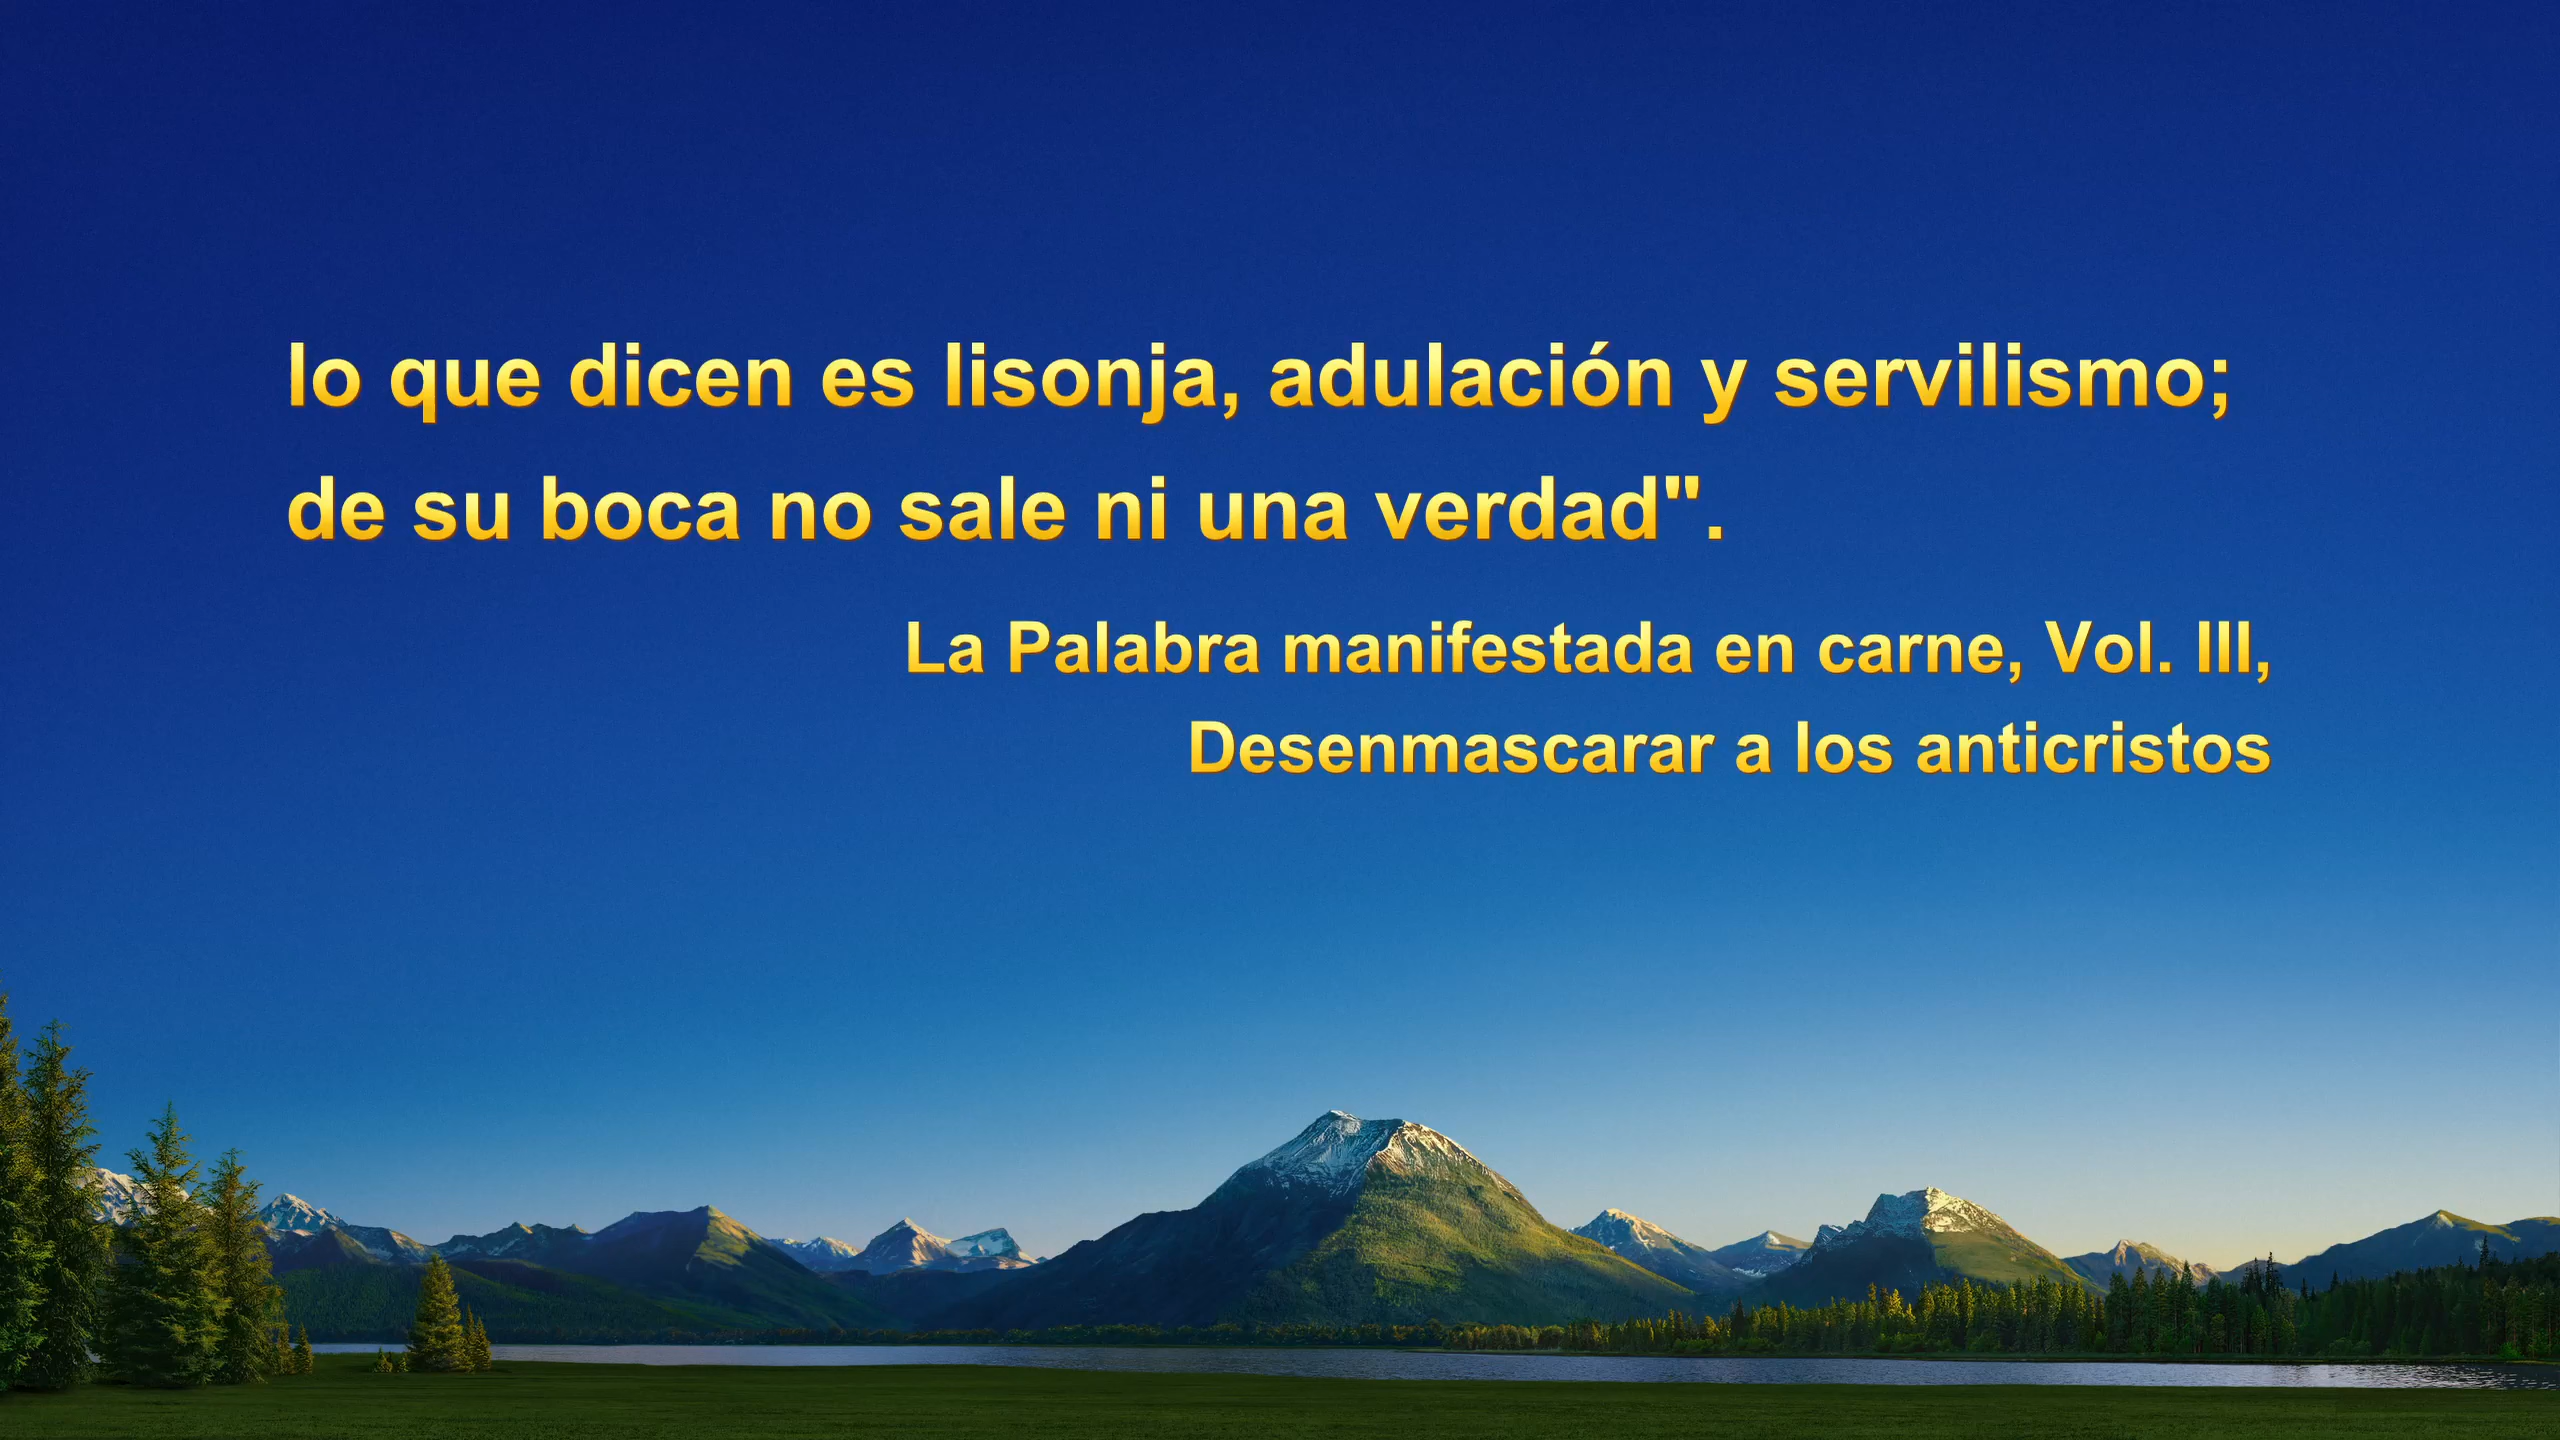 lo que dicen es lisonja, adulación y servilismo;
de su boca no sale ni una verdad".
La Palabra manifestada en carne, Vol. III,
Desenmascarar a los anticristos